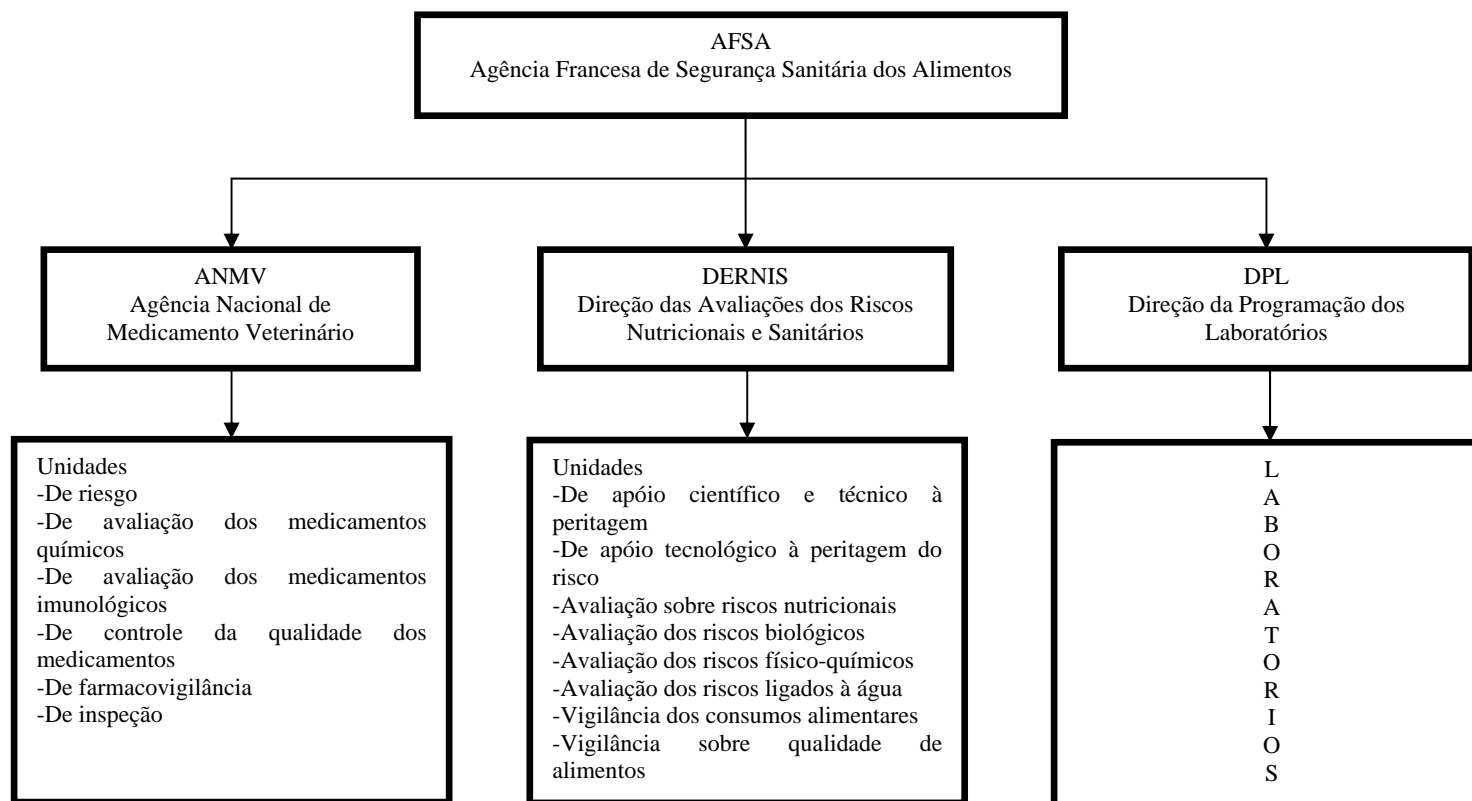 AFSA
Agência Francesa de Segurança Sanitária dos Alimentos
ANMV
Agência Nacional de
Medicamento Veterinário
DERNIS
Direção das Avaliações dos Riscos
Nutricionais e Sanitários
DPL
Direção da Programação dos
Laboratórios
Unidades
-De riesgo
-De avaliação dos medicamentos
químicos
-De avaliação dos medicamentos
imunológicos
-De controle da qualidade dos
medicamentos
-De farmacovigilância
-De inspeção
Unidades
-De apóio científico e técnico à
peritagem
-De apóio tecnológico à peritagem do
risco
-Avaliação sobre riscos nutricionais
-Avaliação dos riscos biológicos
-Avaliação dos riscos físico-químicos
-Avaliação dos riscos ligados à água
-Vigilância dos consumos alimentares
-Vigilância sobre qualidade de
alimentos
L
A
B
O
R
A
T
O
R
I
O
S